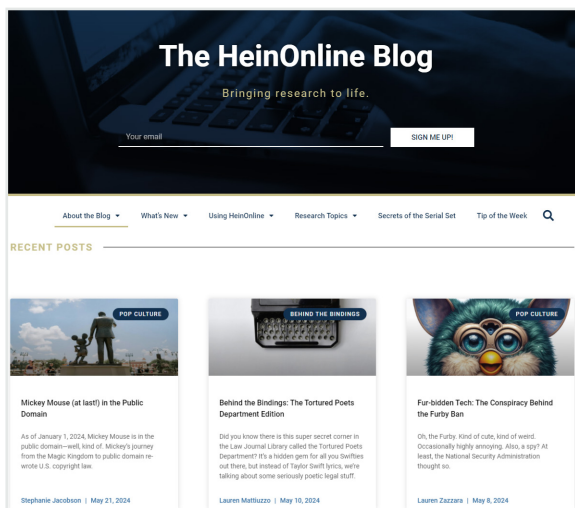 The HeinOnline Blog
Bringing research to life.
Your email
SIGN ME UP!
About the Blog
What's New
Using HeinOnline
Research Topics
Secrets of the Serial Set
Tip of the Week
RECENT POSTS
POP CULTURE
Mickey Mouse (at last!) in the Public
Domain
As of January 1, 2024, Mickey Mouse is in the
public domain—well, kind of. Mickey's journey
from the Magic Kingdom to public domain re-
wrote U.S. copyright law.
Stephanie Jacobson | May 21, 2024
BEHIND THE BINDINGS
Behind the Bindings: The Tortured Poets
Department Edition
Did you know there is this super secret corner in
the Law Journal Library called the Tortured Poets
Department? It's a hidden gem for all you Swifties
out there, but instead of Taylor Swift lyrics, we're
talking about some seriously poetic legal stuff.
Lauren Mattiuzzo | May 10, 2024
POP CULTURE
Fur-bidden Tech: The Conspiracy Behind
the Furby Ban
Oh, the Furby. Kind of cute, kind of weird.
Occasionally highly annoying. Also, a spy? At
least, the National Security Administration
thought so.
Lauren Zazzara | May 8, 2024